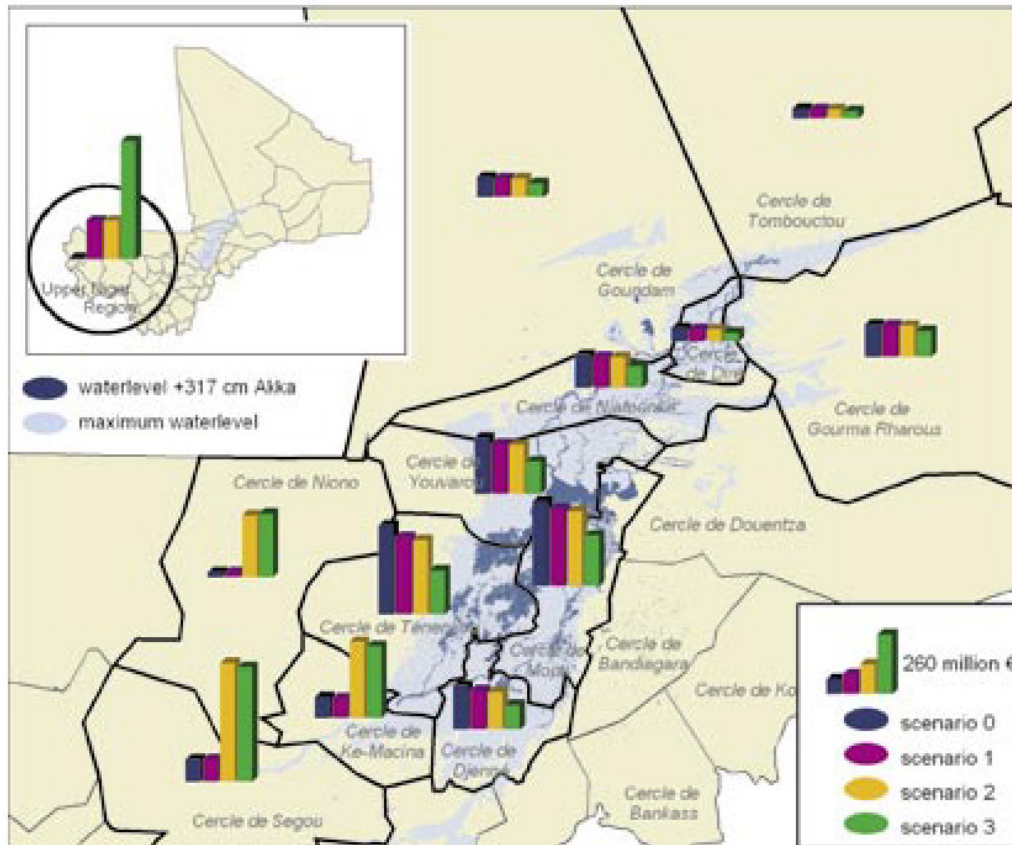 Upper Niger
Region
waterlevel +317 cm Akka
maximum waterlevel
Cercle de
Tombouctou
Cercle de
Goundam
Cercle
de Dire
Cercle de Niafounke
Cercle de
Gourma Rharous
Cercle de
Youvarou
Cercle de Niono
Cercle de Douentza
Cercle de
Cercle de
Mopti
Cercle de
Bandiagara
Cercle de Ko
Cercle de
Ke-Macina
Cercle de
Djenné
Cercle de
Bankass
Cercle de Segou
260 million €
scenario 0
scenario 1
scenario 2
scenario 3